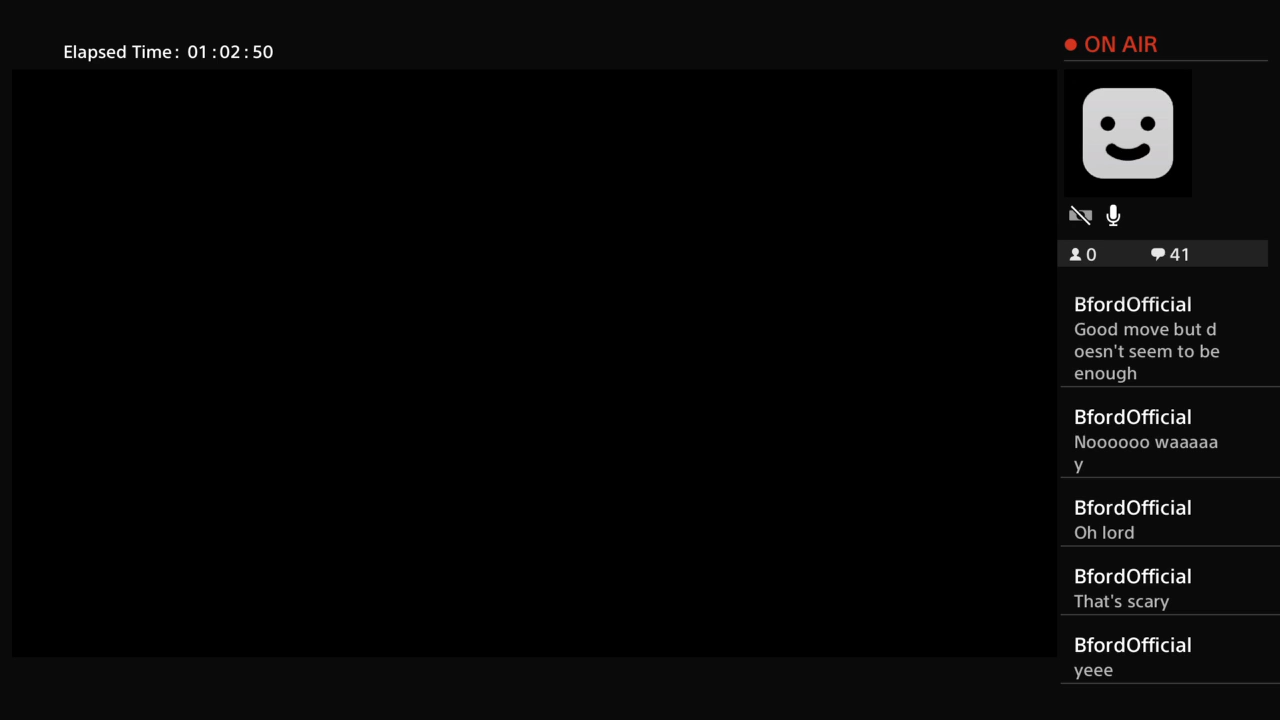 Elapsed Time: 01:02:50
ON AIR
0 41
BfordOfficial
Good move but d
oesn't seem to be
enough
BfordOfficial
Noooooo waaaaa
y
BfordOfficial
Oh lord
BfordOfficial
That's scary
BfordOfficial
yeee